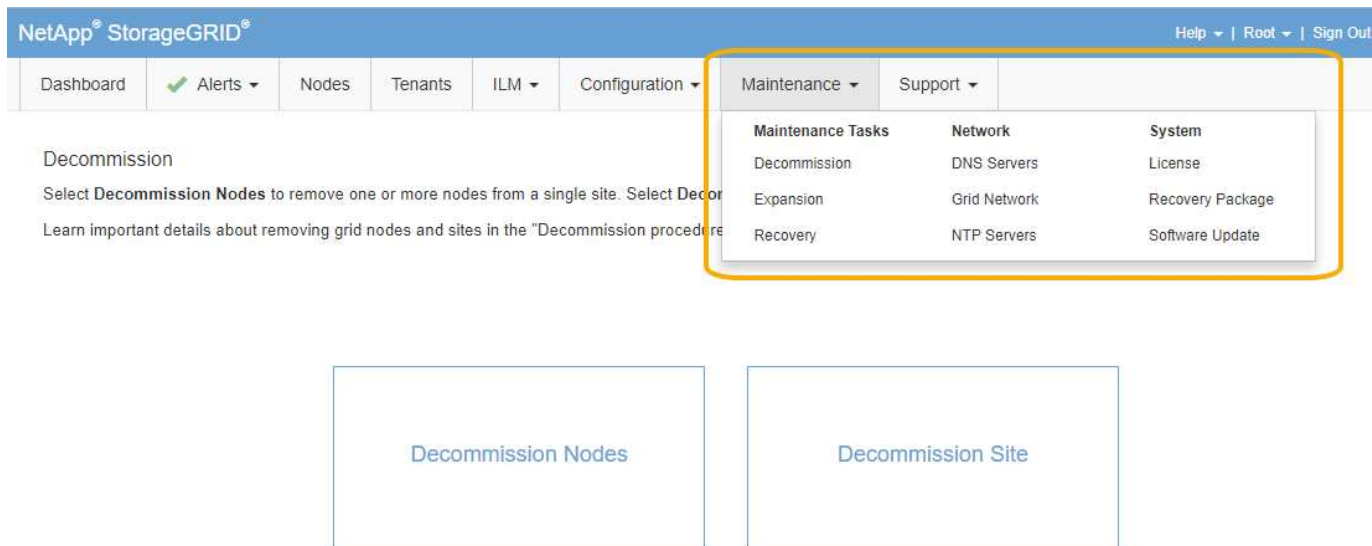 NetApp® StorageGRID®
Help | Root | Sign Out
Dashboard Alerts Nodes Tenants ILM Configuration Maintenance Support
Maintenance Tasks Network System
Decommission DNS Servers License
Expansion Grid Network Recovery Package
Recovery NTP Servers Software Update
Decommission
Select Decommission Nodes to remove one or more nodes from a single site. Select
Learn important details about removing grid nodes and sites in the "Decommission procedure
Decommission Nodes
Decommission Site